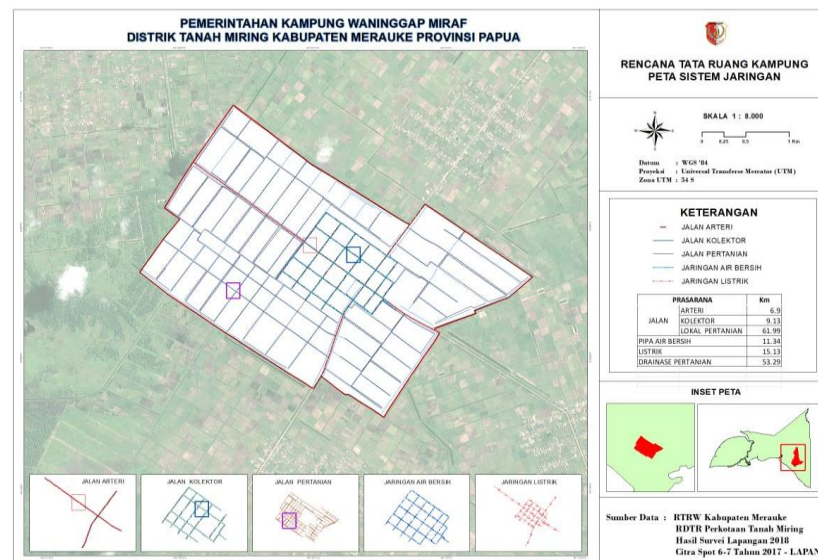 PEMERINTAHAN KAMPUNG WANINGGAP MIRAF
DISTRIK TANAH MIRING KABUPATEN MERAUKE PROVINSI PAPUA
RENCANA TATA RUANG KAMPUNG
PETA SISTEM JARINGAN
SKALA 1 : 8.000
0 0,25 0,5 1 Km
Datum : WGS '84
Proyeksi : Universal Transferse Mercator (UTM)
Zona UTM : 54 S
KETERANGAN
JALAN ARTERI
JALAN KOLEKTOR
JALAN PERTANIAN
JARINGAN AIR BERSIH
JARINGAN LISTRIK
PRASARANA Km
JALAN ARTERI 6.9
KOLEKTOR 9.13
LOKAL PERTANIAN 61.99
PIPA AIR BERSIH 11.34
LISTRIK 15.13
DRAINASE PERTANIAN 53.29
INSET PETA
JALAN ARTERI
JALAN KOLEKTOR
JALAN PERTANIAN
JARINGAN AIR BERSIH
JARINGAN LISTRIK
Sumber Data : RTRW Kabupaten Merauke
RDTR Perkotaan Tanah Miring
Hasil Survei Lapangan 2018
Citra Spot 6-7 Tahun 2017 - LAPAN